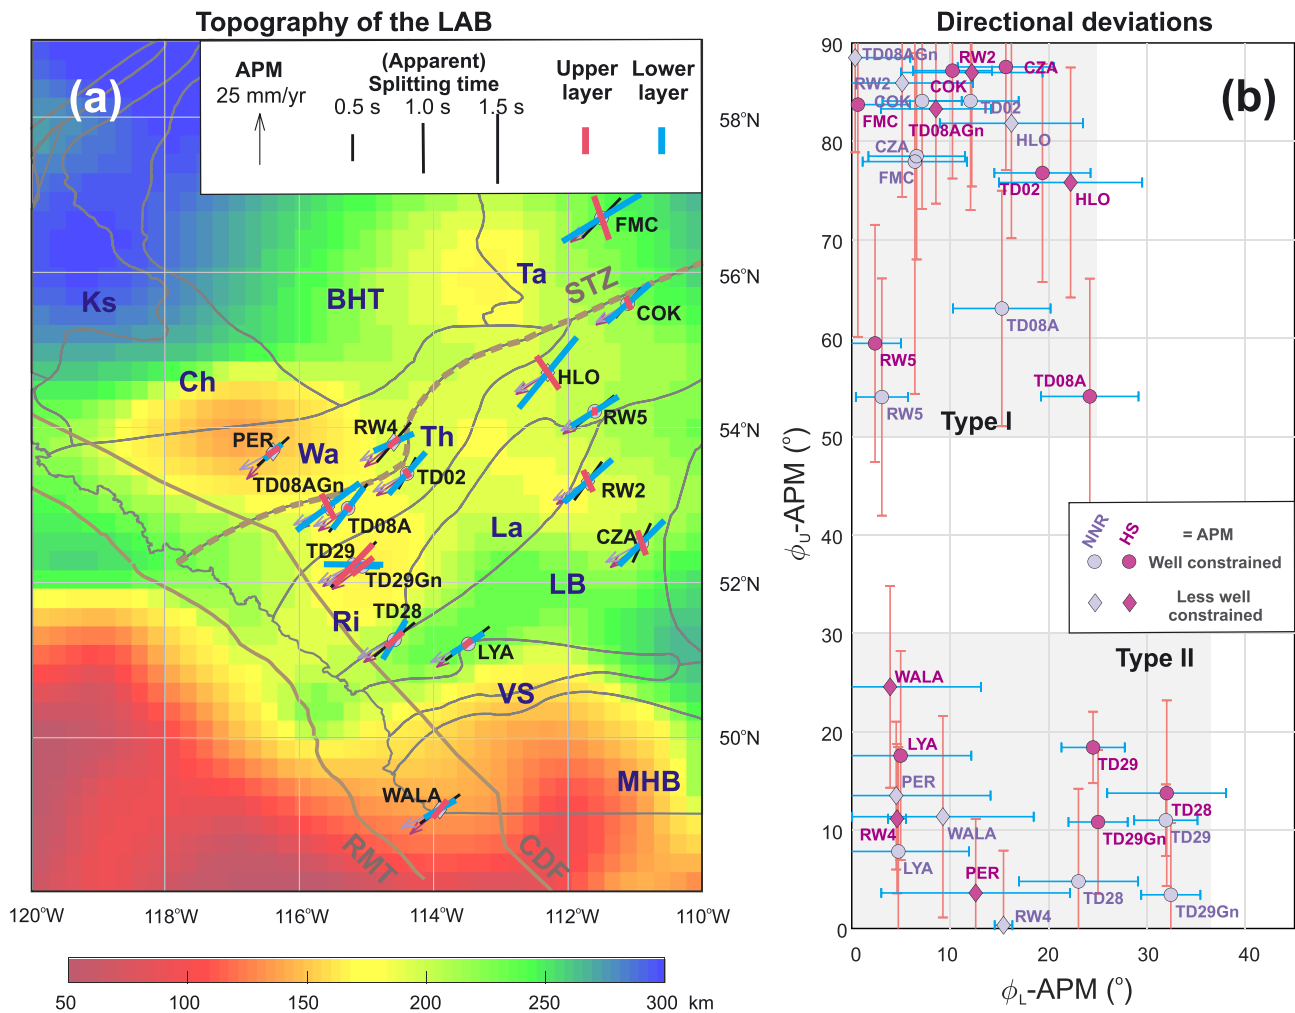 Topography of the LAB
(a)
APM
25 mm/yr
(Apparent)
Splitting time
0.5 s
1.0 s
1.5 s
Upper
layer
Lower
layer
58°N
56°N
54°N
52°N
50°N
FMC
Ta
STZ
Ks
BHT
COK
Ch
HLO
RW5
PER
RW4
Th
Wa
TD02
TD08AGn
RW2
TD08A
La
CZA
TD29
TD29Gn
LB
TD28
Ri
LYA
VS
MHB
WALA
RMT
CDF
120°W
118°W
116°W
114°W
112°W
110°W
50
100
150
200
250
300
km
Directional deviations
(b)
90
80
70
60
50
40
30
20
10
0
ϕU-APM (°)
TD08AGn
RW2
CZA
RW2
COK
COK
TD02
FMC
TD08AGn
HLO
CZA
FMC
TD02
HLO
TD08A
RW5
TD08A
RW5
Type I
NNR
HS
= APM
Well constrained
Less well
constrained
Type II
WALA
LYA
TD29
PER
TD28
RW4
WALA
TD29Gn
TD29
LYA
PER
TD28
RW4
TD29Gn
0
10
20
30
40
ϕL-APM (°)